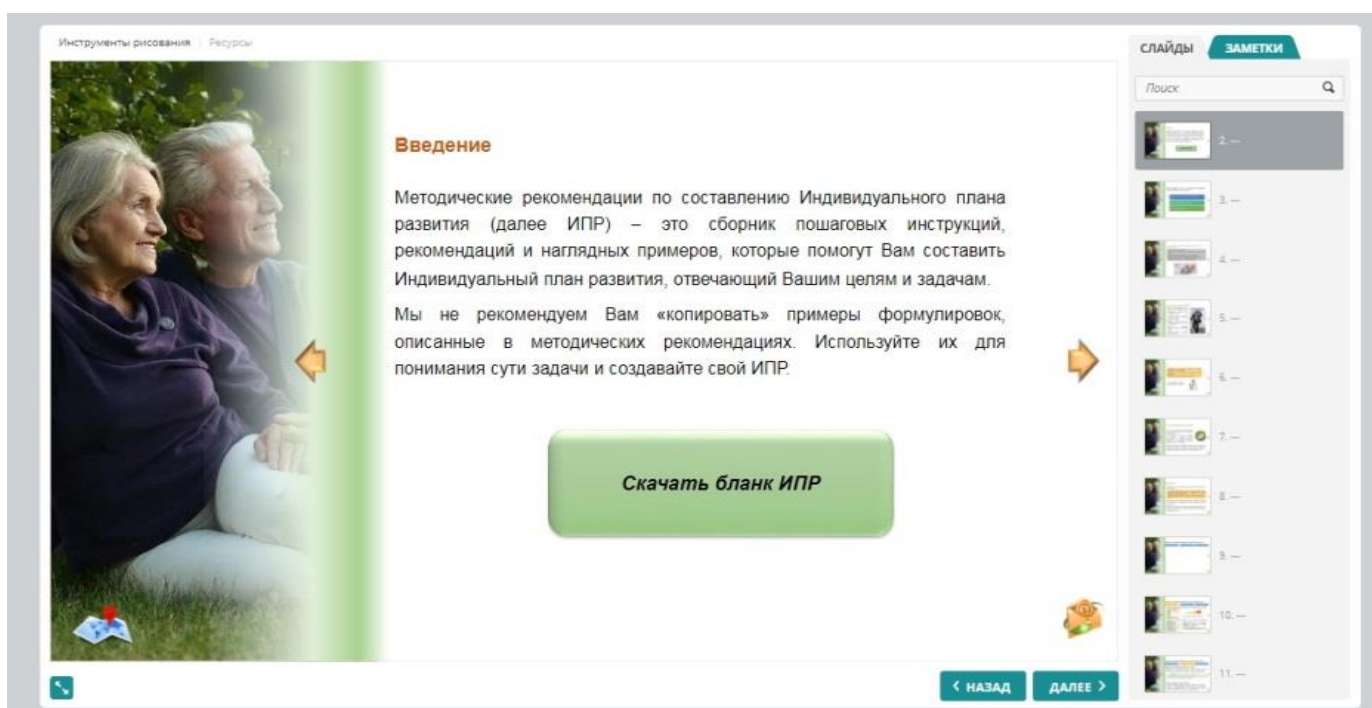 Инструменты рисования | Ресурсы
Введение
Методические рекомендации по составлению Индивидуального плана
развития (далее ИПР) – это сборник пошаговых инструкций,
рекомендаций и наглядных примеров, которые помогут Вам составить
Индивидуальный план развития, отвечающий Вашим целям и задачам.
Мы не рекомендуем Вам «копировать» примеры формулировок,
описанные в методических рекомендациях. Используйте их для
понимания сути задачи и создавайте свой ИПР.
Скачать бланк ИПР
НАЗАД
ДАЛЕЕ
СЛАЙДЫ
ЗАМЕТКИ
Поиск
2. —
3. —
4. —
5. —
6. —
7. —
8. —
9. —
10. —
11. —